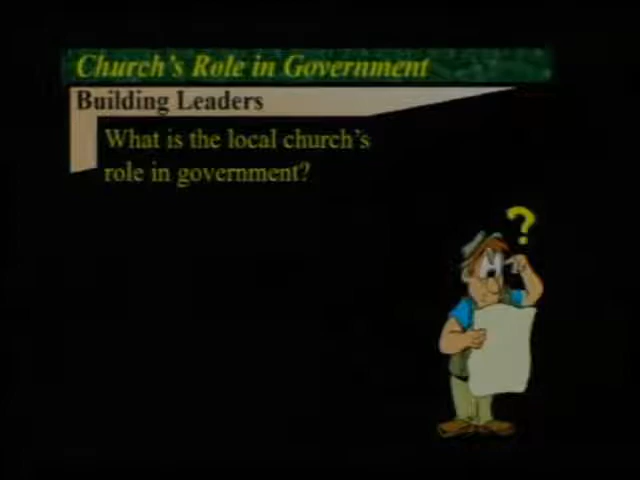 Church's Role in Government
Building Leaders
What is the local church's
role in government?
?